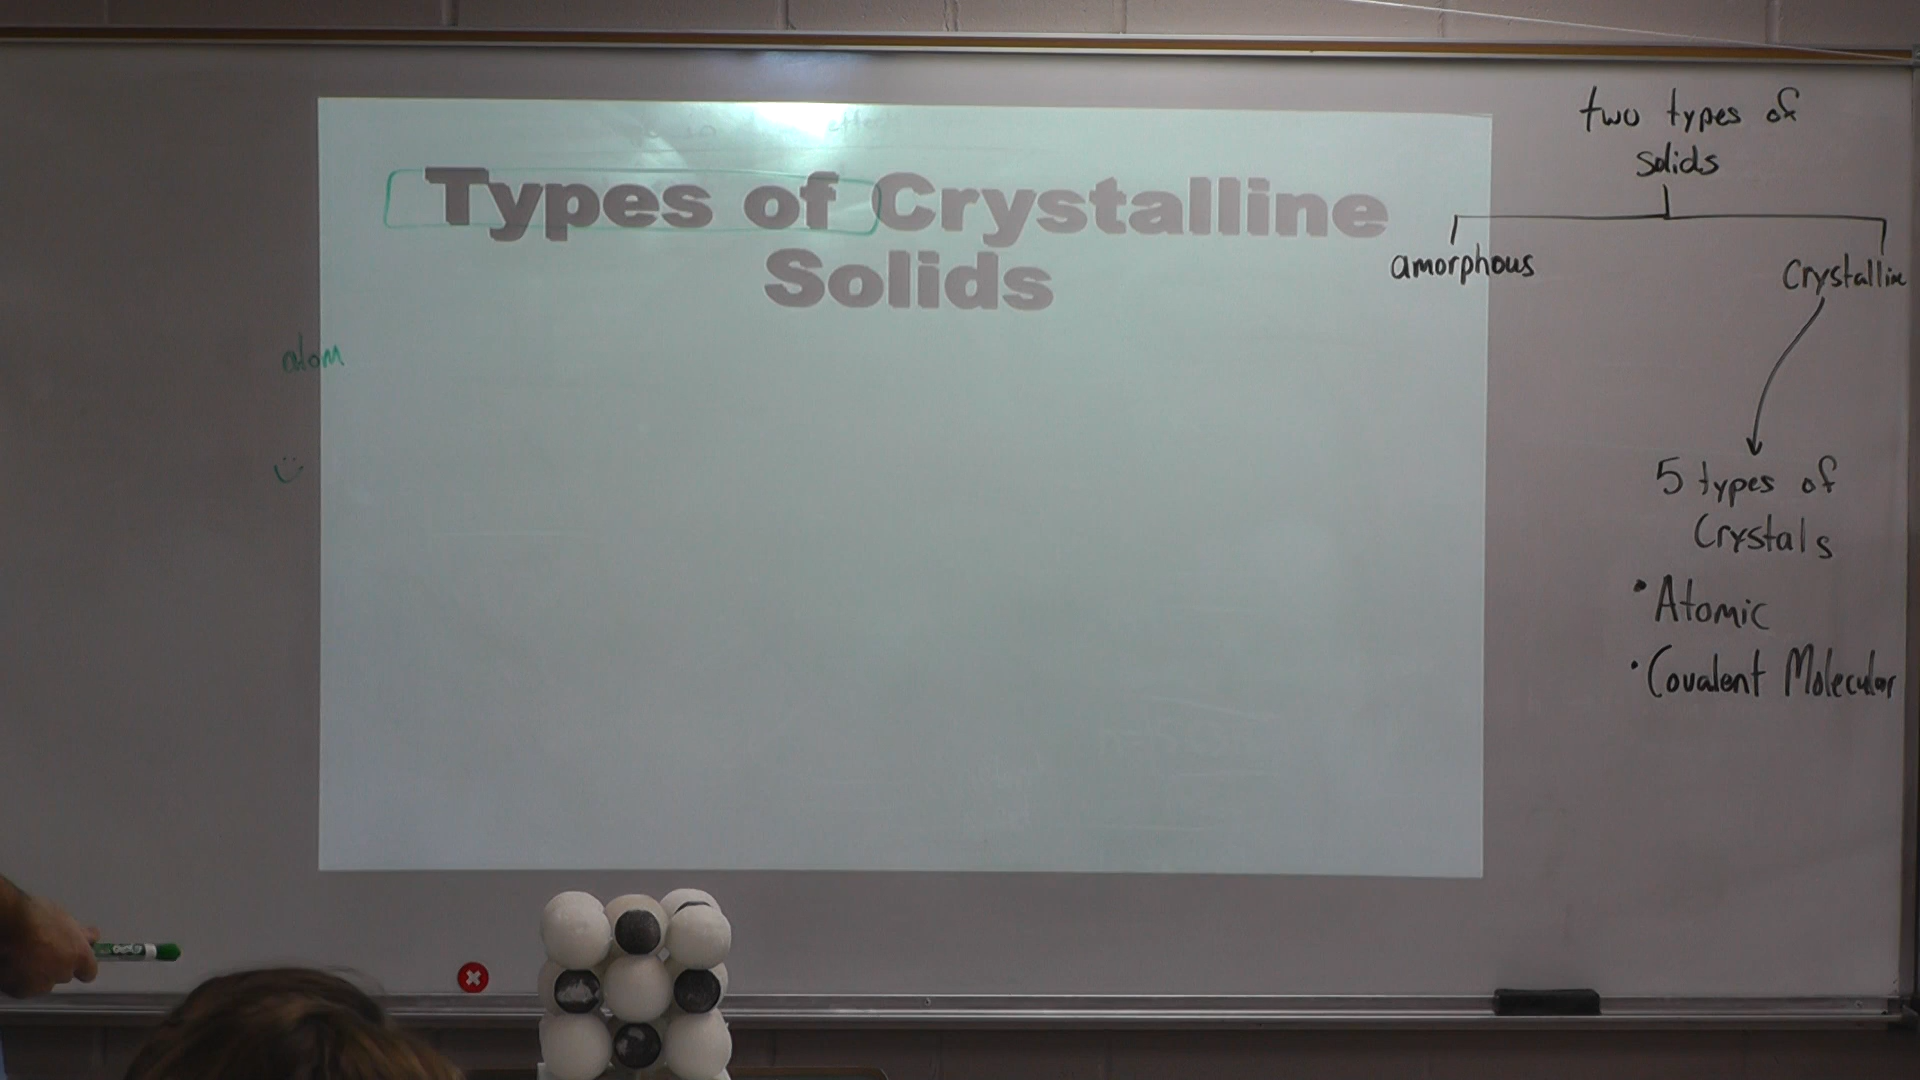 Types of Crystalline
Solids
atom
two types of
solids
amorphous
Crystalline
5 types of
Crystals
• Atomic
• Covalent Molecular